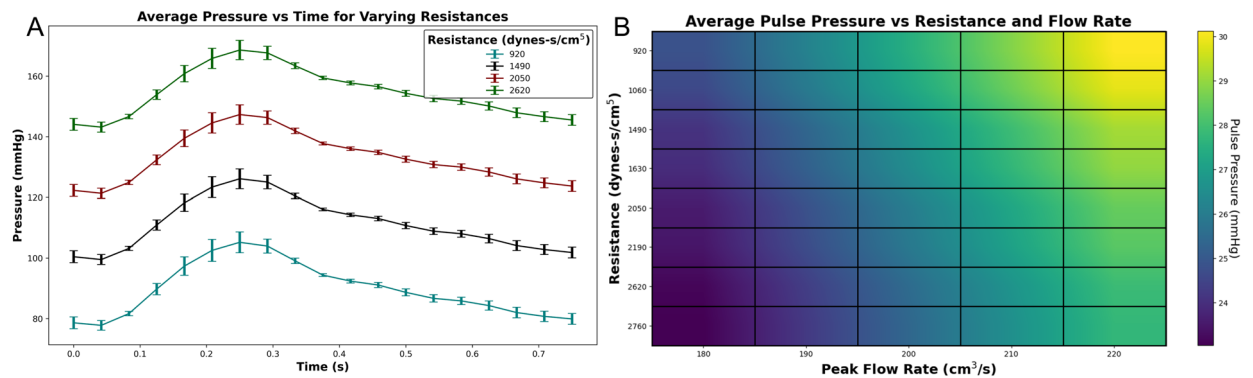 A
Average Pressure vs Time for Varying Resistances
Resistance (dynes-s/cm⁵)
920
1490
2050
2620
Pressure (mmHg)
160
140
120
100
80
0.0 0.1 0.2 0.3 0.4 0.5 0.6 0.7
Time (s)
B
Average Pulse Pressure vs Resistance and Flow Rate
Resistance (dynes-s/cm⁵)
920
1060
1490
1630
2050
2190
2620
2760
180 190 200 210 220
Peak Flow Rate (cm³/s)
30
29
28
27
26
25
24
Pulse Pressure (mmHg)